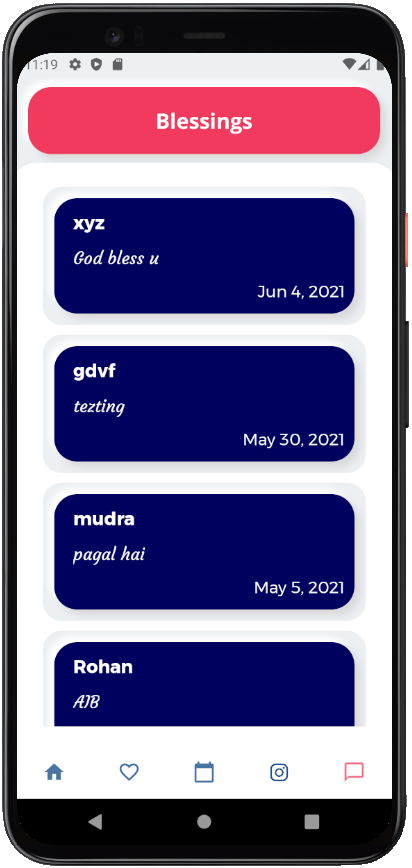 11:19
Blessings
xyz
God bless u
Jun 4, 2021
gdvf
tezting
May 30, 2021
mudra
pagal hai
May 5, 2021
Rohan
AIB